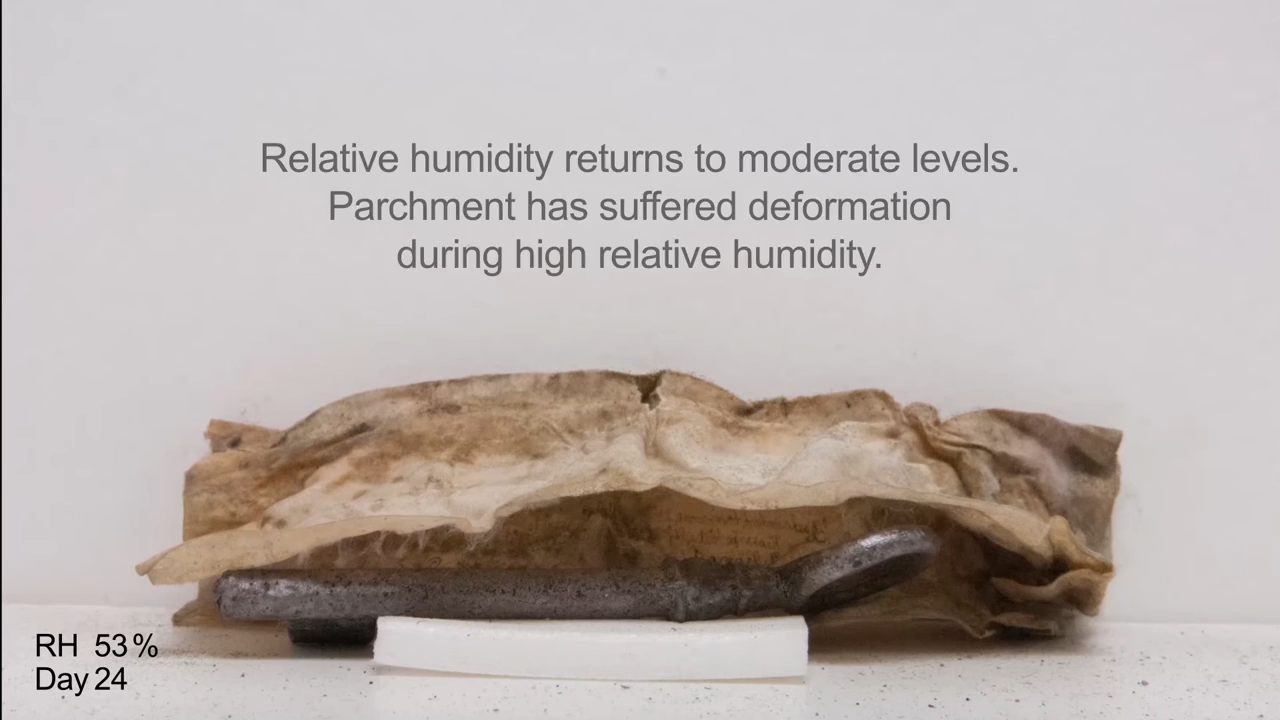 Relative humidity returns to moderate levels.
Parchment has suffered deformation
during high relative humidity.
RH 53%
Day 24